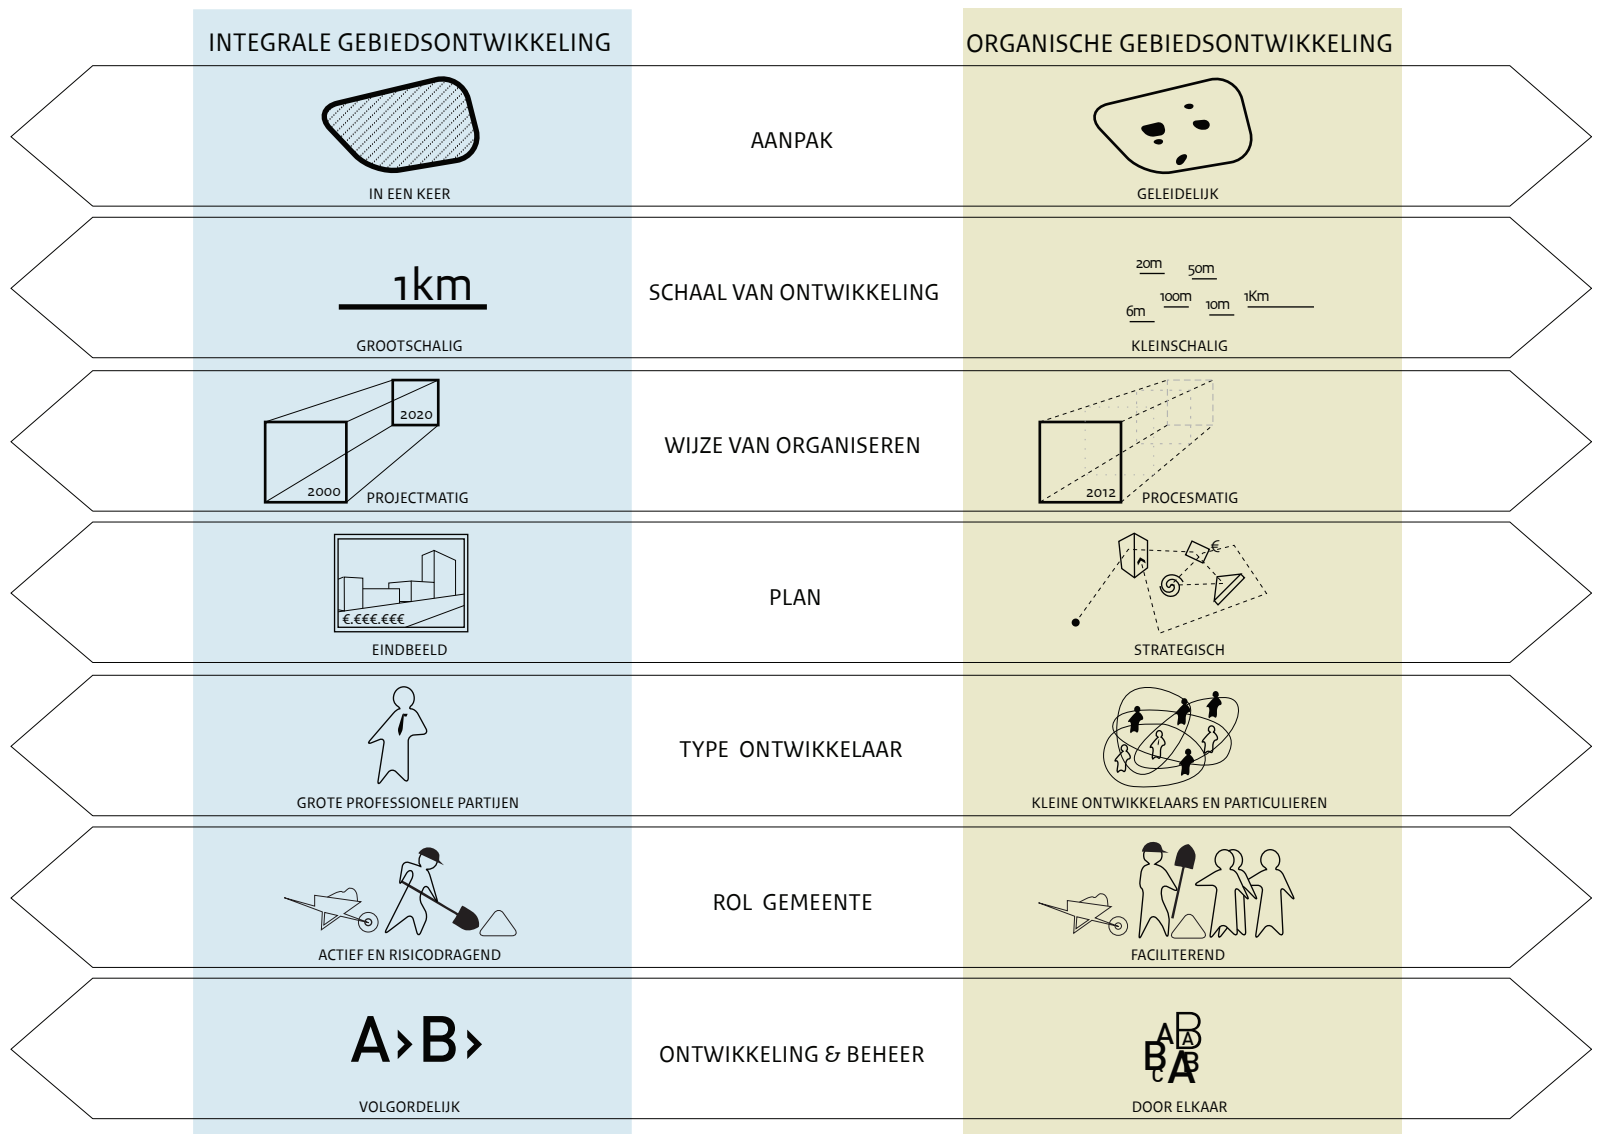 INTEGRALE GEBIEDSONTWIKKELING
ORGANISCHE GEBIEDSONTWIKKELING
AANPAK
IN EEN KEER
GELEIDELIJK
1km
SCHAAL VAN ONTWIKKELING
20m 50m
100m 1Km
6m 10m
GROOTSCHALIG
KLEINSCHALIG
2020
WIJZE VAN ORGANISEREN
2000
PROJECTMATIG
2012
PROCESMATIG
€
PLAN
€.€€€.€€€
EINDBEELD
STRATEGISCH
TYPE ONTWIKKELAAR
GROTE PROFESSIONELE PARTIJEN
KLEINE ONTWIKKELAARS EN PARTICULIEREN
ROL GEMEENTE
ACTIEF EN RISICODRAGEND
FACILITEREND
A›B›
ONTWIKKELING & BEHEER
A B
B A B
C A
VOLGORDELIJK
DOOR ELKAAR